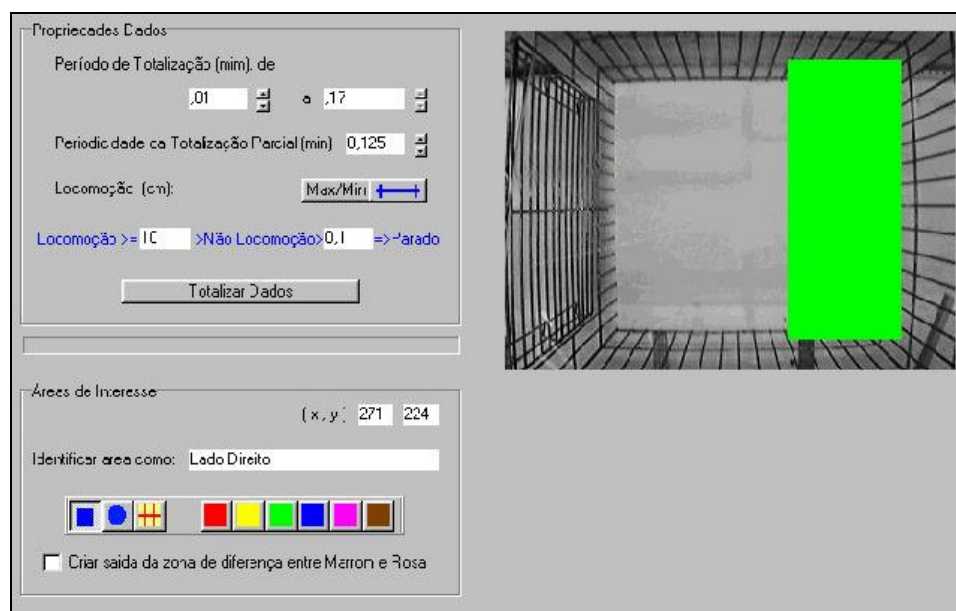 Propriedades Dados
Período de Totalização (mim). de
,01 a ,17
Periodicidade da Totalização Parcial (min) 0,125
Locomoção (cm): Max/Min
Locomoção >= 10 >Não Locomoção> 0,1 => Parado
Totalizar Dados
Áreas de Interesse
( x , y ) 271 224
Identificar area como: Lado Direito
Criar saida da zona de diferença entre Marrom e Rosa